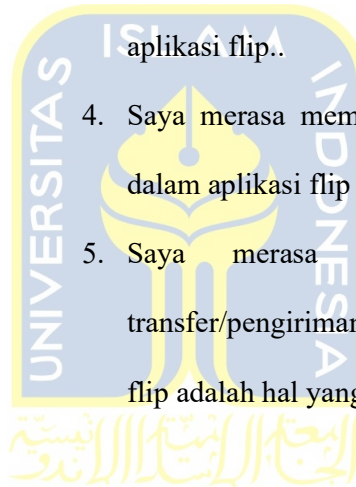 ISLAM
UNIVERSITAS
INDONESIA
aplikasi flip..
4. Saya merasa mem
dalam aplikasi flip
5. Saya merasa
transfer/pengiriman
flip adalah hal yang